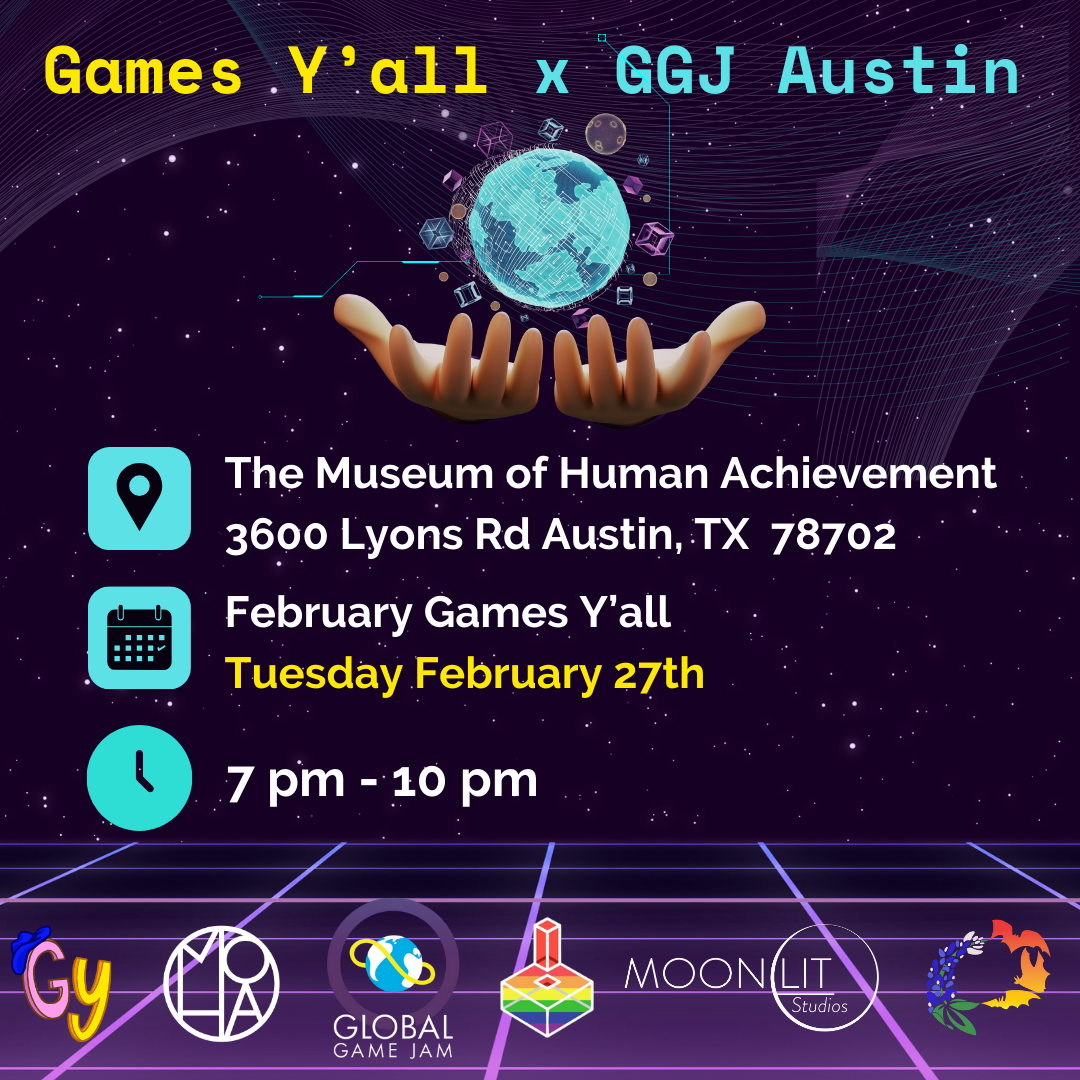 Games Y’all x GGJ Austin
The Museum of Human Achievement
3600 Lyons Rd Austin, TX 78702
February Games Y’all
Tuesday February 27th
7 pm - 10 pm
Gy
MOHA
GLOBAL
GAME JAM
MOONLIT
Studios